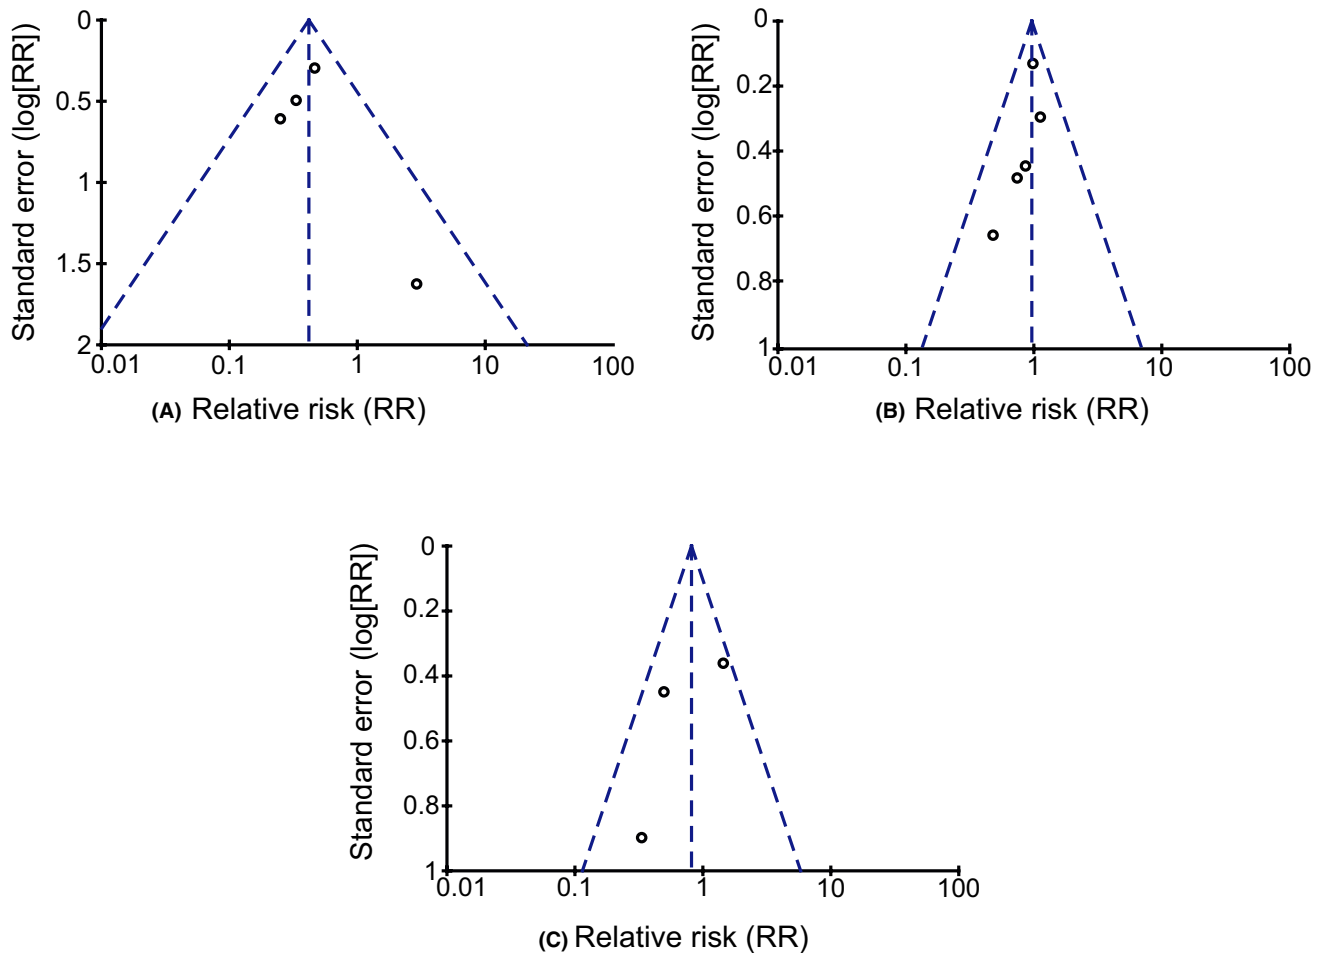 Standard error (log[RR])
0
0.5
1
1.5
2
0.01 0.1 1 10 100
(A) Relative risk (RR)
Standard error (log[RR])
0
0.2
0.4
0.6
0.8
1
0.01 0.1 1 10 100
(B) Relative risk (RR)
Standard error (log[RR])
0
0.2
0.4
0.6
0.8
1
0.01 0.1 1 10 100
(C) Relative risk (RR)